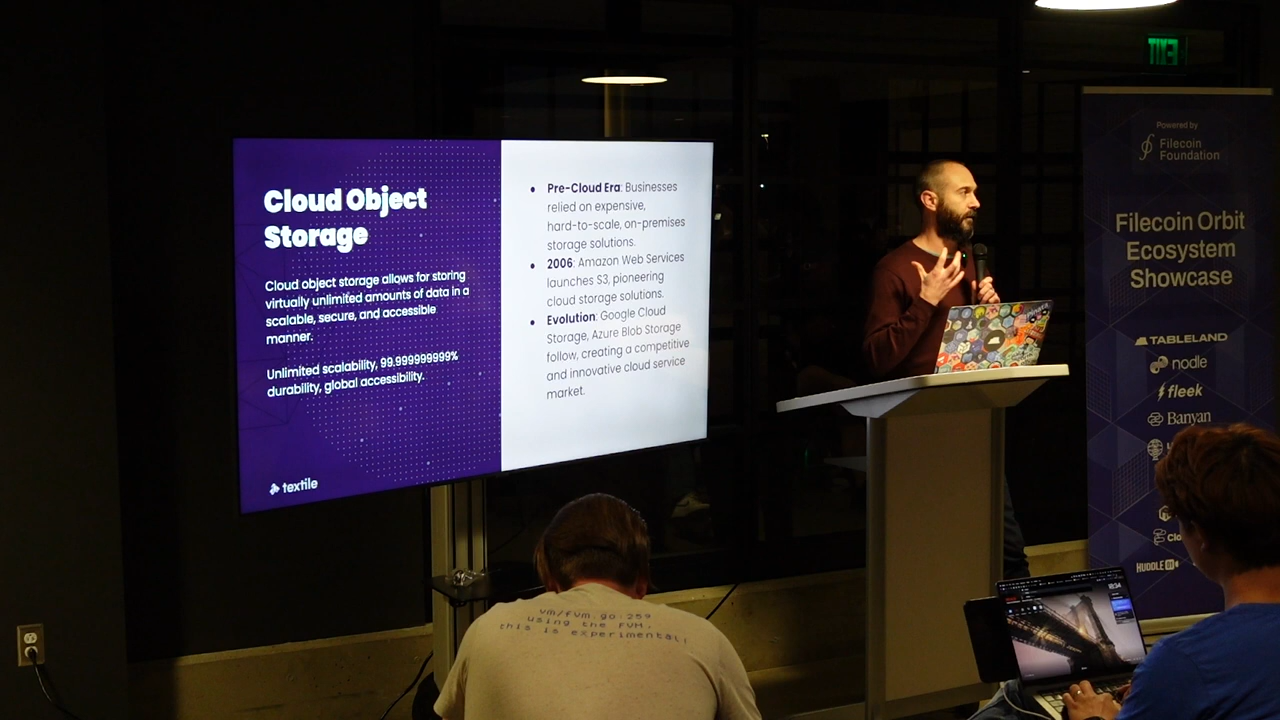 Cloud Object
Storage
Cloud object storage allows for storing
virtually unlimited amounts of data in a
scalable, secure, and accessible
manner.
Unlimited scalability, 99.999999999%
durability, global accessibility.
textile
• Pre-Cloud Era: Businesses
relied on expensive,
hard-to-scale, on-premises
storage solutions.
• 2006: Amazon Web Services
launches S3, pioneering
cloud storage solutions.
• Evolution: Google Cloud
Storage, Azure Blob Storage
follow, creating a competitive
and innovative cloud service
market.
EXIT
Powered by
Filecoin
Foundation
Filecoin Orbit
Ecosystem
Showcase
TABLELAND
nodle
fleek
Banyan
HUDDLE
vm/fvm.go:259
using the FVM.
this is experimental!